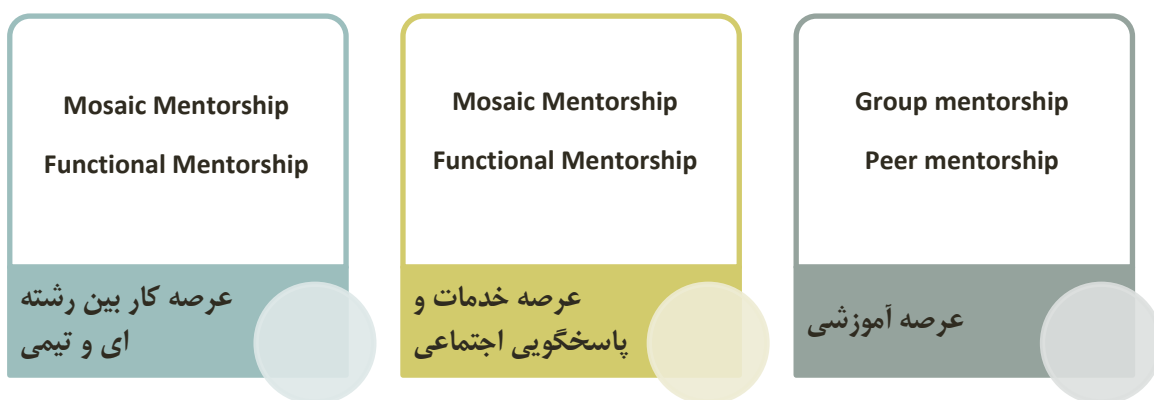 Mosaic Mentorship
Functional Mentorship
عرصه کار بین رشته
ای و تیمی
Mosaic Mentorship
Functional Mentorship
عرصه خدمات و
پاسخگویی اجتماعی
Group mentorship
Peer mentorship
عرصه آموزشی